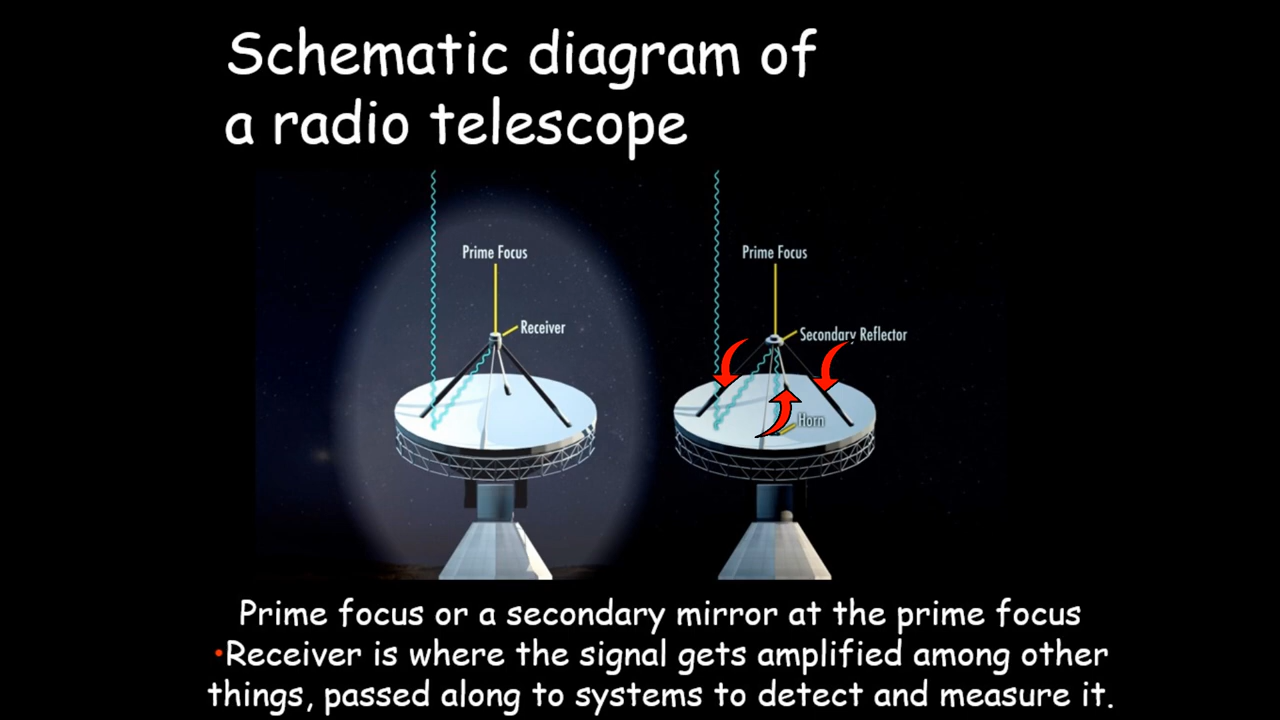 Schematic diagram of
a radio telescope
Prime Focus
Receiver
Prime Focus
Secondary Reflector
Horn
Prime focus or a secondary mirror at the prime focus
•Receiver is where the signal gets amplified among other
things, passed along to systems to detect and measure it.